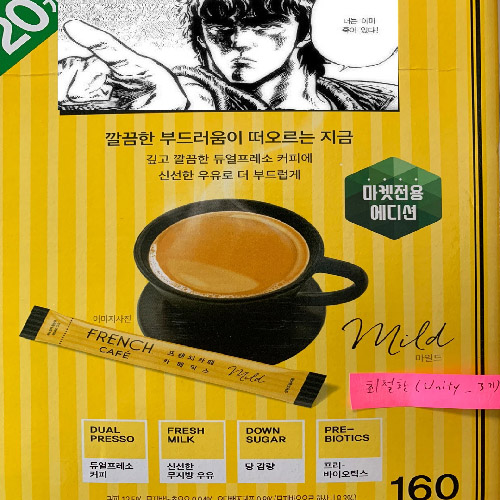 20%
너는 이미
죽어 있다!
깔끔한 부드러움이 떠오르는 지금
깊고 깔끔한 듀얼프레소 커피에
신선한 우유로 더 부드럽게
마켓전용
에디션
이미지사진
FRENCH
CAFÉ
프렌치카페
커피믹스
Mild
Mild
마일드
DUAL
PRESSO
듀얼프레소
커피
FRESH
MILK
신선한
무지방 우유
DOWN
SUGAR
당 감량
PRE-
BIOTICS
프리-
바이오틱스
160